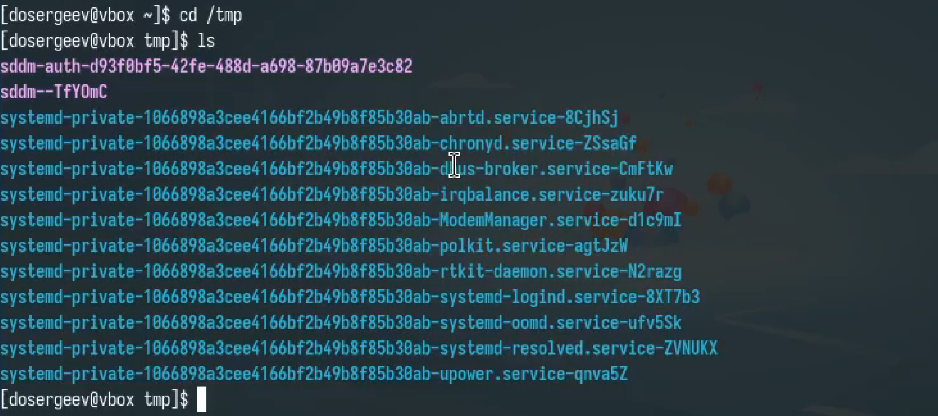 [dosergeev@vbox ~]$ cd /tmp
[dosergeev@vbox tmp]$ ls
sddm-auth-d93f0bf5-42fe-488d-a698-87b09a7e3c82
sddm--TfYOmC
systemd-private-1066898a3cee4166bf2b49b8f85b30ab-abrtd.service-8CjhSj
systemd-private-1066898a3cee4166bf2b49b8f85b30ab-chronyd.service-ZSsaGf
systemd-private-1066898a3cee4166bf2b49b8f85b30ab-dbus-broker.service-CmFtKw
systemd-private-1066898a3cee4166bf2b49b8f85b30ab-irqbalance.service-zuku7r
systemd-private-1066898a3cee4166bf2b49b8f85b30ab-ModemManager.service-d1c9mI
systemd-private-1066898a3cee4166bf2b49b8f85b30ab-polkit.service-agtJzW
systemd-private-1066898a3cee4166bf2b49b8f85b30ab-rtkit-daemon.service-N2razg
systemd-private-1066898a3cee4166bf2b49b8f85b30ab-systemd-logind.service-8XT7b3
systemd-private-1066898a3cee4166bf2b49b8f85b30ab-systemd-oomd.service-ufv5Sk
systemd-private-1066898a3cee4166bf2b49b8f85b30ab-systemd-resolved.service-ZVNUKX
systemd-private-1066898a3cee4166bf2b49b8f85b30ab-upower.service-qnva5Z
[dosergeev@vbox tmp]$